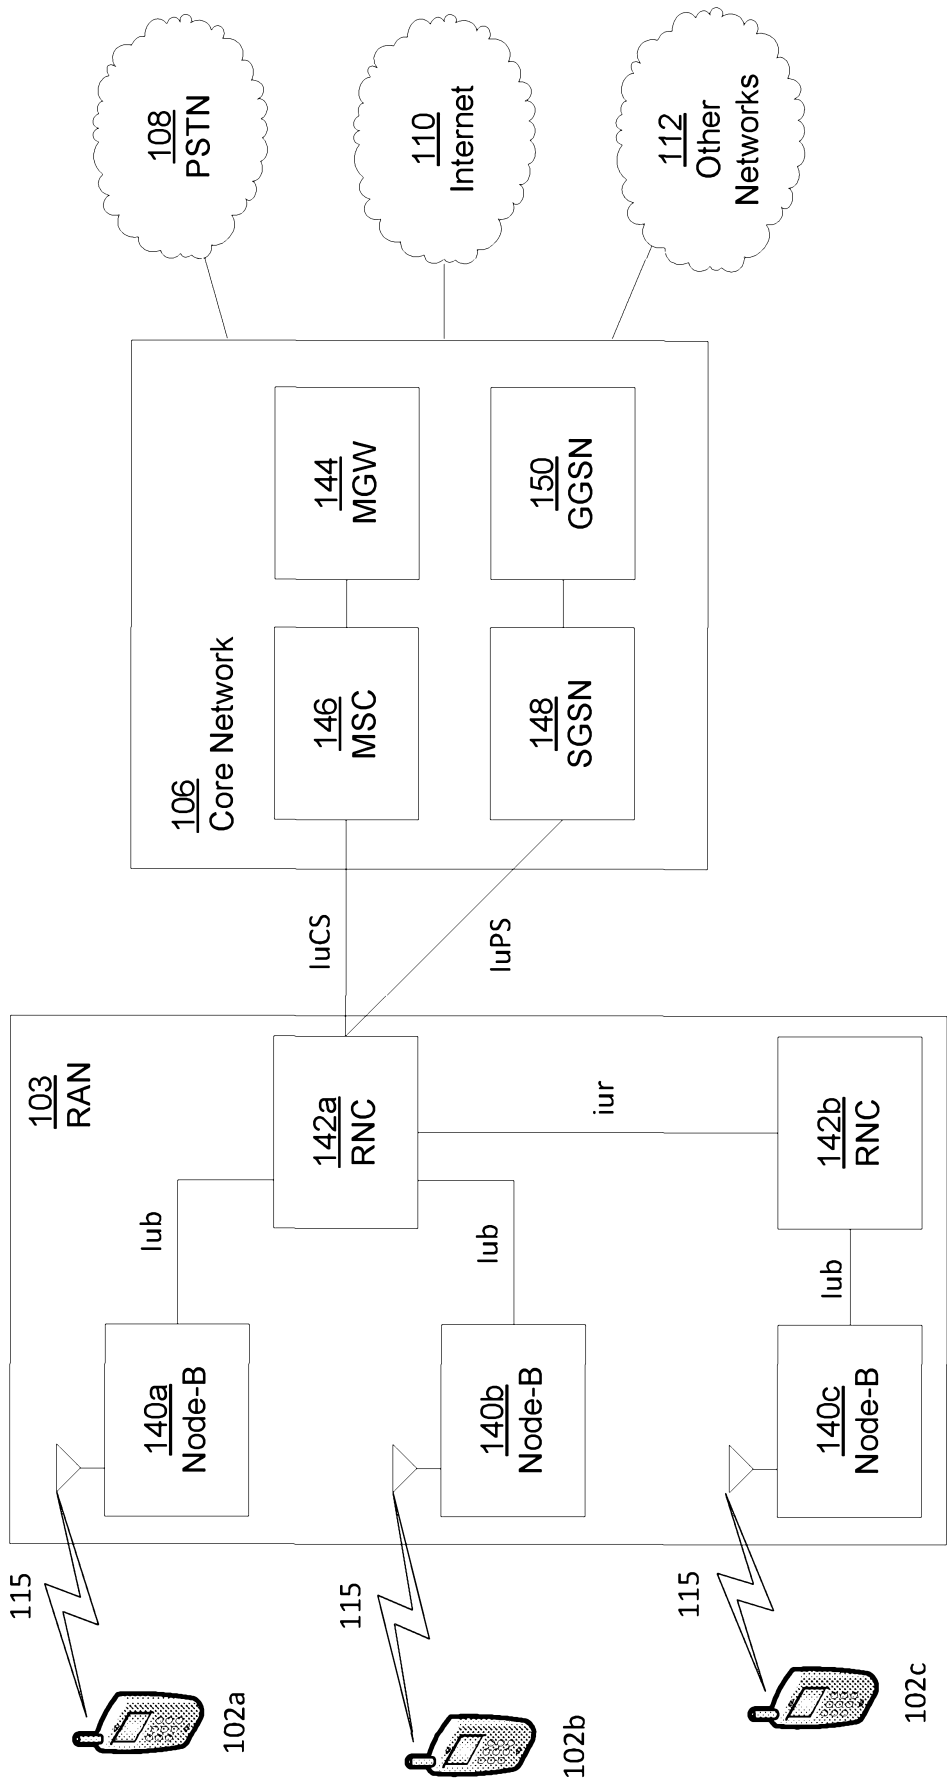 115
102a
115
102b
115
102c
103
RAN
140a
Node-B
140b
Node-B
140c
Node-B
Iub
Iub
Iub
142a
RNC
142b
RNC
iur
IuCS
IuPS
106
Core Network
146
MSC
144
MGW
148
SGSN
150
GGSN
108
PSTN
110
Internet
112
Other
Networks